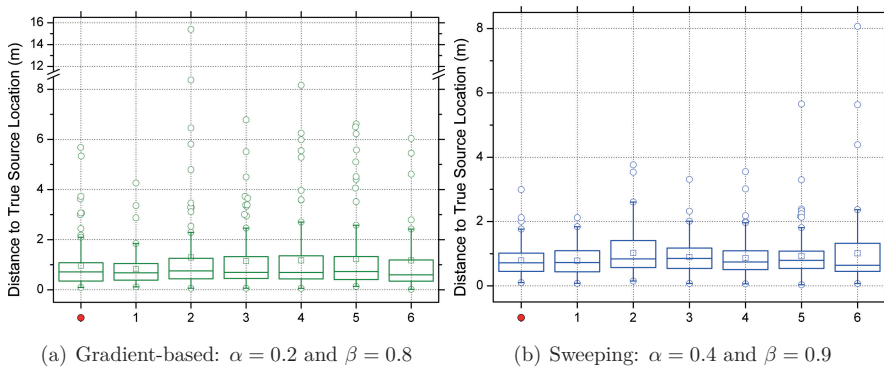 Distance to True Source Location (m)
16
14
12
8
6
4
2
0
1 2 3 4 5 6
(a) Gradient-based: α = 0.2 and β = 0.8
Distance to True Source Location (m)
8
6
4
2
0
1 2 3 4 5 6
(b) Sweeping: α = 0.4 and β = 0.9